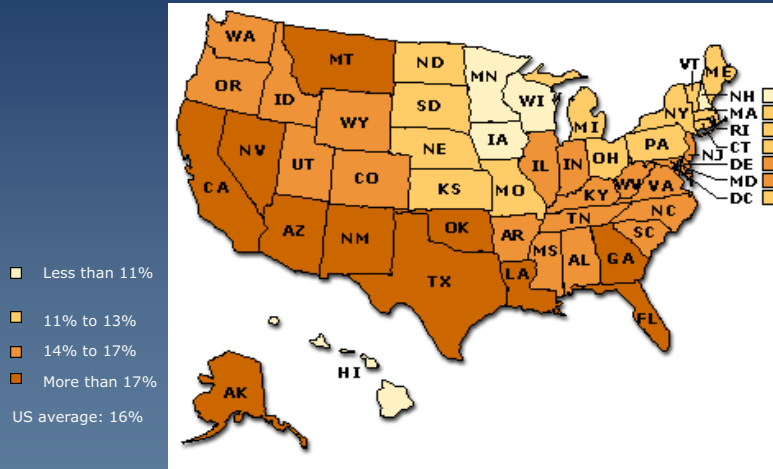 WA
MT
ND
MN
VT
ME
OR
ID
WY
SD
WI
MI
NY
NH
MA
RI
CT
NJ
DE
MD
DC
NV
UT
CO
NE
IA
IL
IN
OH
PA
WV
VA
CA
KS
MO
KY
NC
TN
SC
AZ
NM
OK
AR
MS
AL
GA
TX
LA
FL
HI
AK
Less than 11%
11% to 13%
14% to 17%
More than 17%
US average: 16%